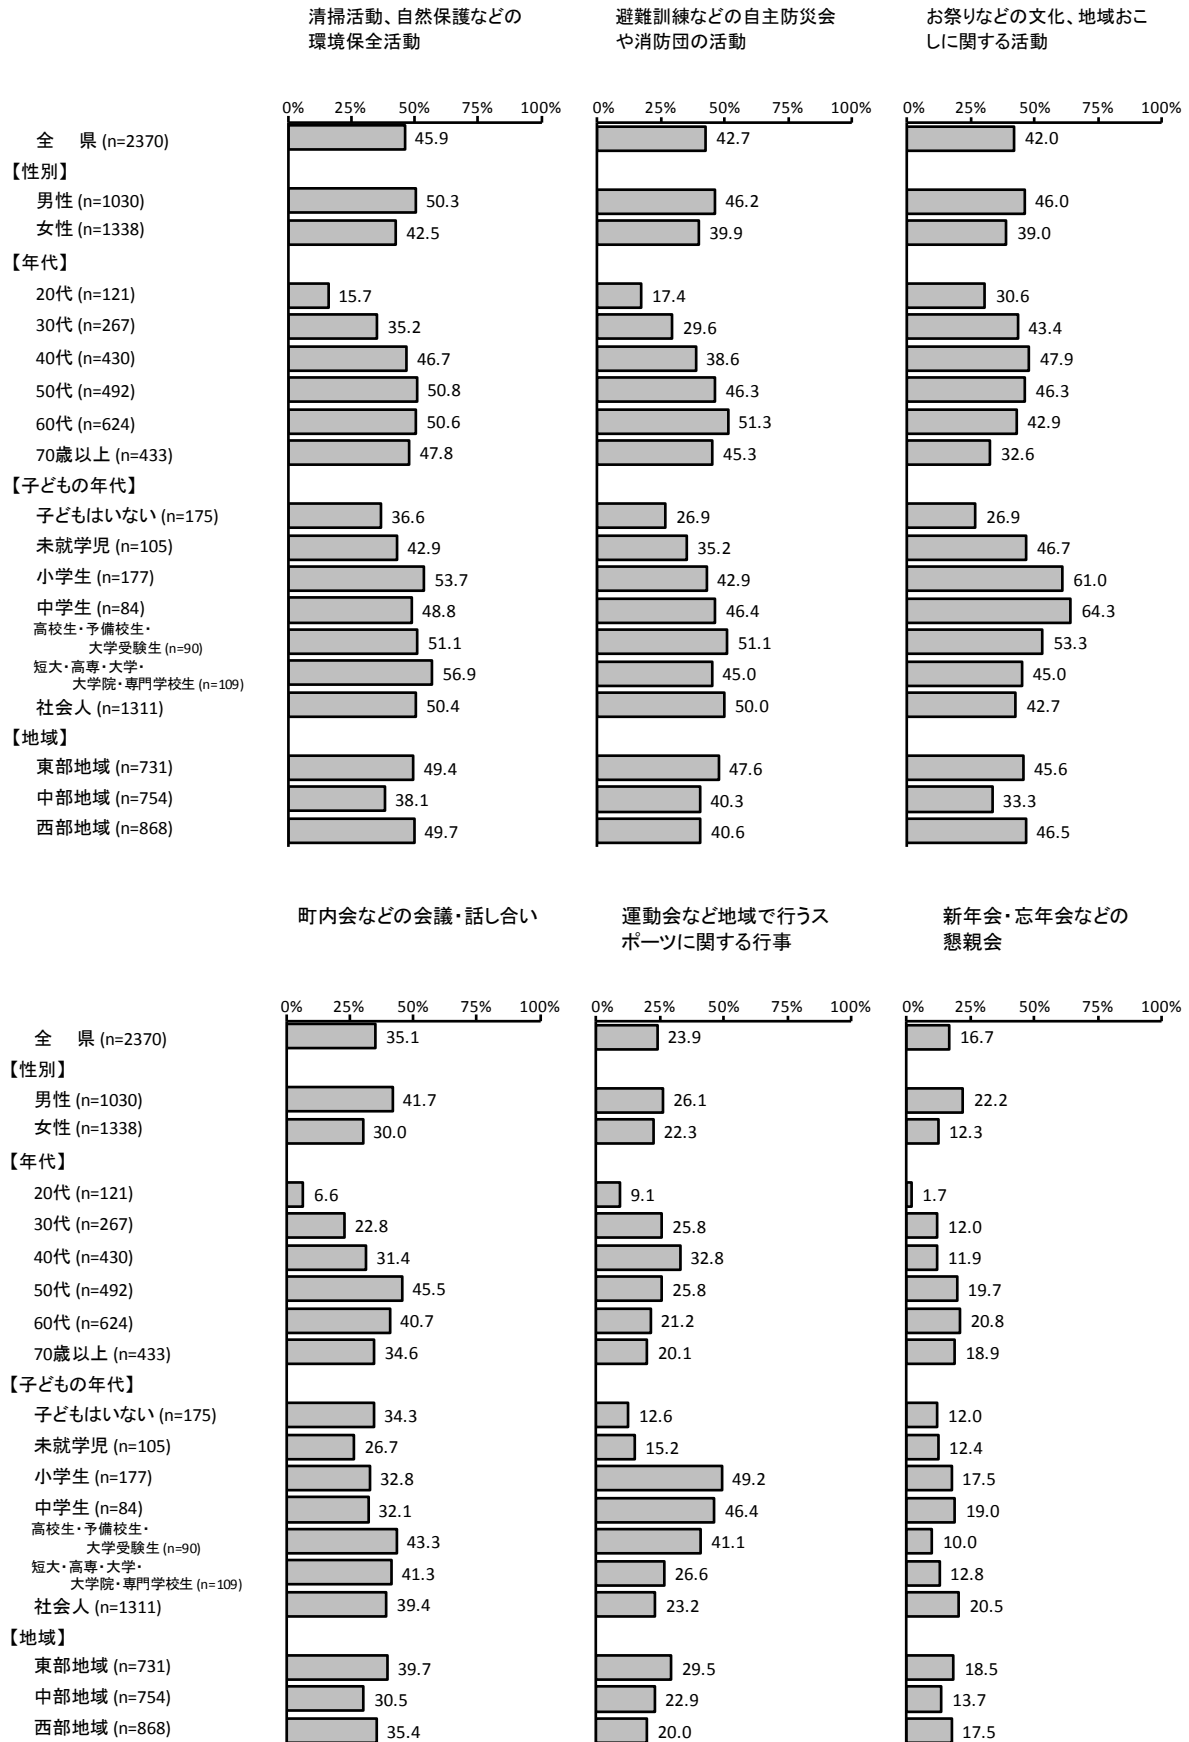 清掃活動、自然保護などの
環境保全活動
避難訓練などの自主防災会
や消防団の活動
お祭りなどの文化、地域おこ
しに関する活動
0% 25% 50% 75% 100%
0% 25% 50% 75% 100%
0% 25% 50% 75% 100%
全 県 (n=2370) 45.9 42.7 42.0
【性別】
男性 (n=1030) 50.3 46.2 46.0
女性 (n=1338) 42.5 39.9 39.0
【年代】
20代 (n=121) 15.7 17.4 30.6
30代 (n=267) 35.2 29.6 43.4
40代 (n=430) 46.7 38.6 47.9
50代 (n=492) 50.8 46.3 46.3
60代 (n=624) 50.6 51.3 42.9
70歳以上 (n=433) 47.8 45.3 32.6
【子どもの年代】
子どもはいない (n=175) 36.6 26.9 26.9
未就学児 (n=105) 42.9 35.2 46.7
小学生 (n=177) 53.7 42.9 61.0
中学生 (n=84) 48.8 46.4 64.3
高校生・予備校生・
大学受験生 (n=90) 51.1 51.1 53.3
短大・高専・大学・
大学院・専門学校生 (n=109) 56.9 45.0 45.0
社会人 (n=1311) 50.4 50.0 42.7
【地域】
東部地域 (n=731) 49.4 47.6 45.6
中部地域 (n=754) 38.1 40.3 33.3
西部地域 (n=868) 49.7 40.6 46.5
町内会などの会議・話し合い
運動会など地域で行うス
ポーツに関する行事
新年会・忘年会などの
懇親会
0% 25% 50% 75% 100%
0% 25% 50% 75% 100%
0% 25% 50% 75% 100%
全 県 (n=2370) 35.1 23.9 16.7
【性別】
男性 (n=1030) 41.7 26.1 22.2
女性 (n=1338) 30.0 22.3 12.3
【年代】
20代 (n=121) 6.6 9.1 1.7
30代 (n=267) 22.8 25.8 12.0
40代 (n=430) 31.4 32.8 11.9
50代 (n=492) 45.5 25.8 19.7
60代 (n=624) 40.7 21.2 20.8
70歳以上 (n=433) 34.6 20.1 18.9
【子どもの年代】
子どもはいない (n=175) 34.3 12.6 12.0
未就学児 (n=105) 26.7 15.2 12.4
小学生 (n=177) 32.8 49.2 17.5
中学生 (n=84) 32.1 46.4 19.0
高校生・予備校生・
大学受験生 (n=90) 43.3 41.1 10.0
短大・高専・大学・
大学院・専門学校生 (n=109) 41.3 26.6 12.8
社会人 (n=1311) 39.4 23.2 20.5
【地域】
東部地域 (n=731) 39.7 29.5 18.5
中部地域 (n=754) 30.5 22.9 13.7
西部地域 (n=868) 35.4 20.0 17.5